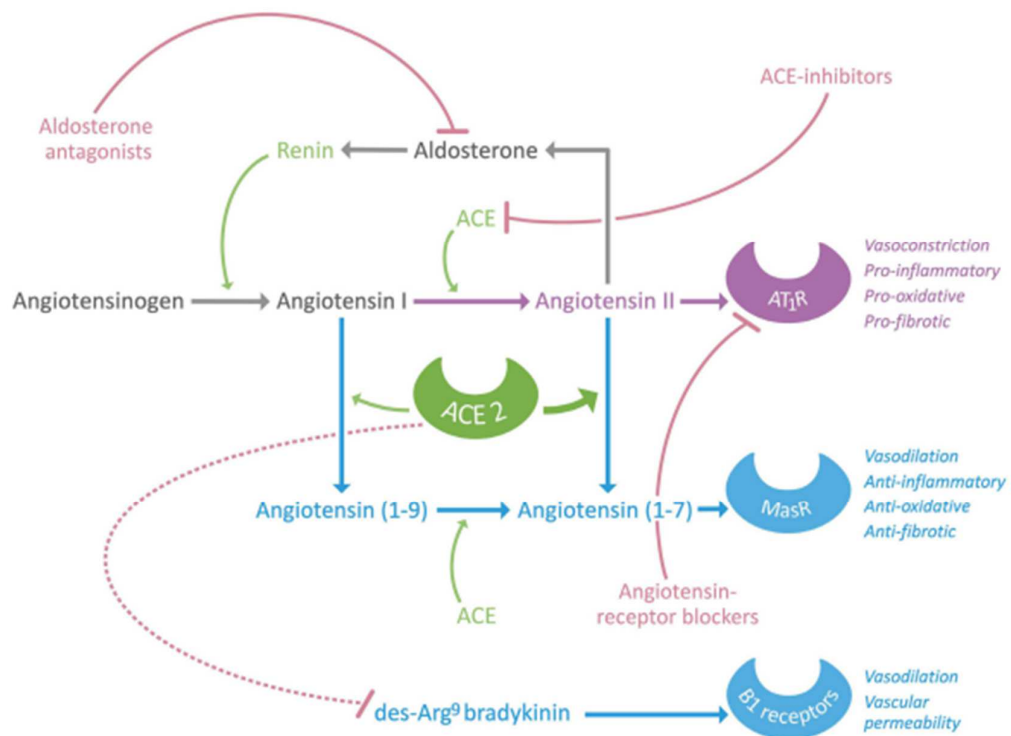 ACE-inhibitors
Aldosterone
antagonists
Renin
Aldosterone
ACE
Vasoconstriction
Pro-inflammatory
Pro-oxidative
Pro-fibrotic
Angiotensinogen
Angiotensin I
Angiotensin II
AT₁R
ACE 2
Vasodilation
Anti-inflammatory
Anti-oxidative
Anti-fibrotic
Angiotensin (1-9)
Angiotensin (1-7)
MasR
ACE
Angiotensin-
receptor blockers
des-Arg⁹ bradykinin
B1 receptors
Vasodilation
Vascular
permeability